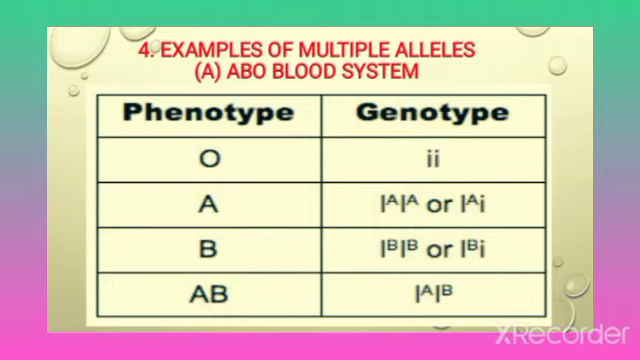 4. EXAMPLES OF MULTIPLE ALLELES
(A) ABO BLOOD SYSTEM
Phenotype Genotype
O ii
A IᴬIᴬ or Iᴬi
B IᴮIᴮ or Iᴮi
AB IᴬIᴮ
XRecorder